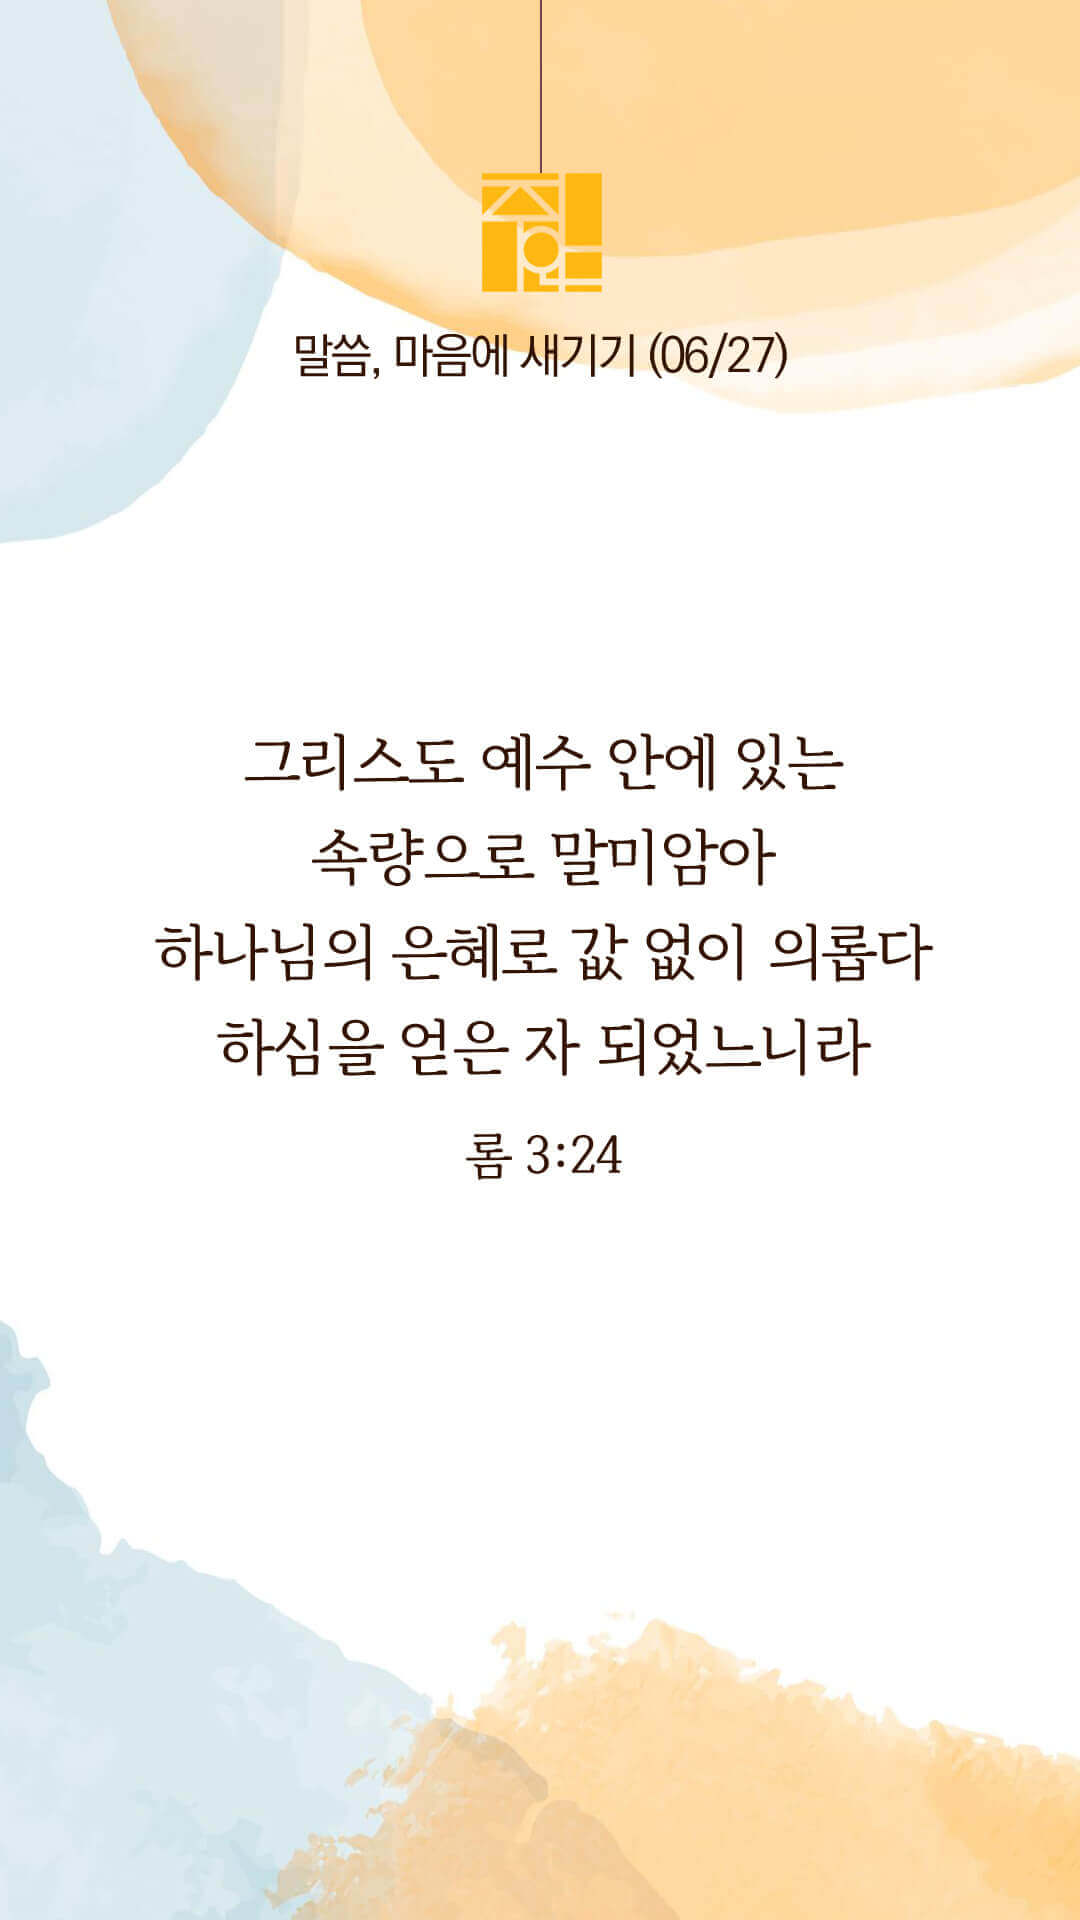 말씀, 마음에 새기기 (06/27)
그리스도 예수 안에 있는
속량으로 말미암아
하나님의 은혜로 값 없이 의롭다
하심을 얻은 자 되었느니라
롬 3:24